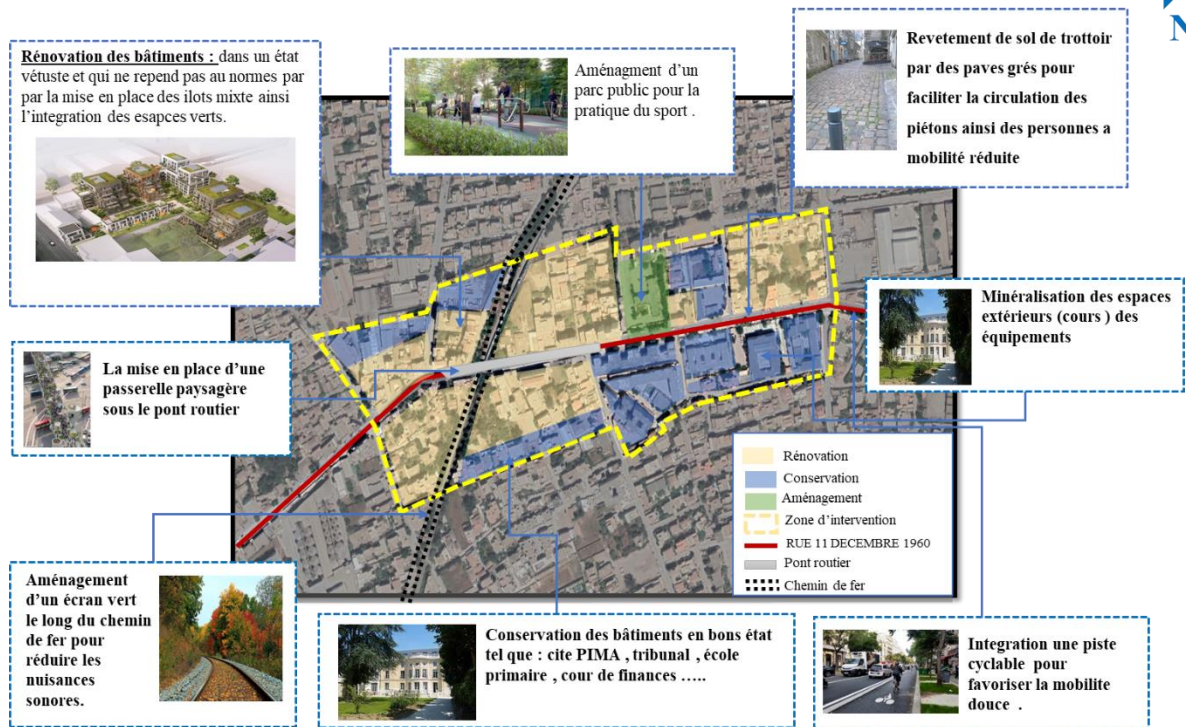 N
Rénovation des bâtiments : dans un état
vétuste et qui ne repend pas au normes par
par la mise en place des ilots mixte ainsi
l’integration des esapces verts.
Aménagment d’un
parc public pour la
pratique du sport .
Revetement de sol de trottoir
par des paves grés pour
faciliter la circulation des
piétons ainsi des personnes a
mobilité réduite
La mise en place d’une
passerelle paysagère
sous le pont routier
Minéralisation des espaces
extérieurs (cours ) des
équipements
Rénovation
Conservation
Aménagement
Zone d’intervention
RUE 11 DECEMBRE 1960
Pont routier
Chemin de fer
Aménagement
d’un écran vert
le long du chemin
de fer pour
réduire les
nuisances
sonores.
Conservation des bâtiments en bons état
tel que : cite PIMA , tribunal , école
primaire , cour de finances …..
Integration une piste
cyclable pour
favoriser la mobilite
douce .